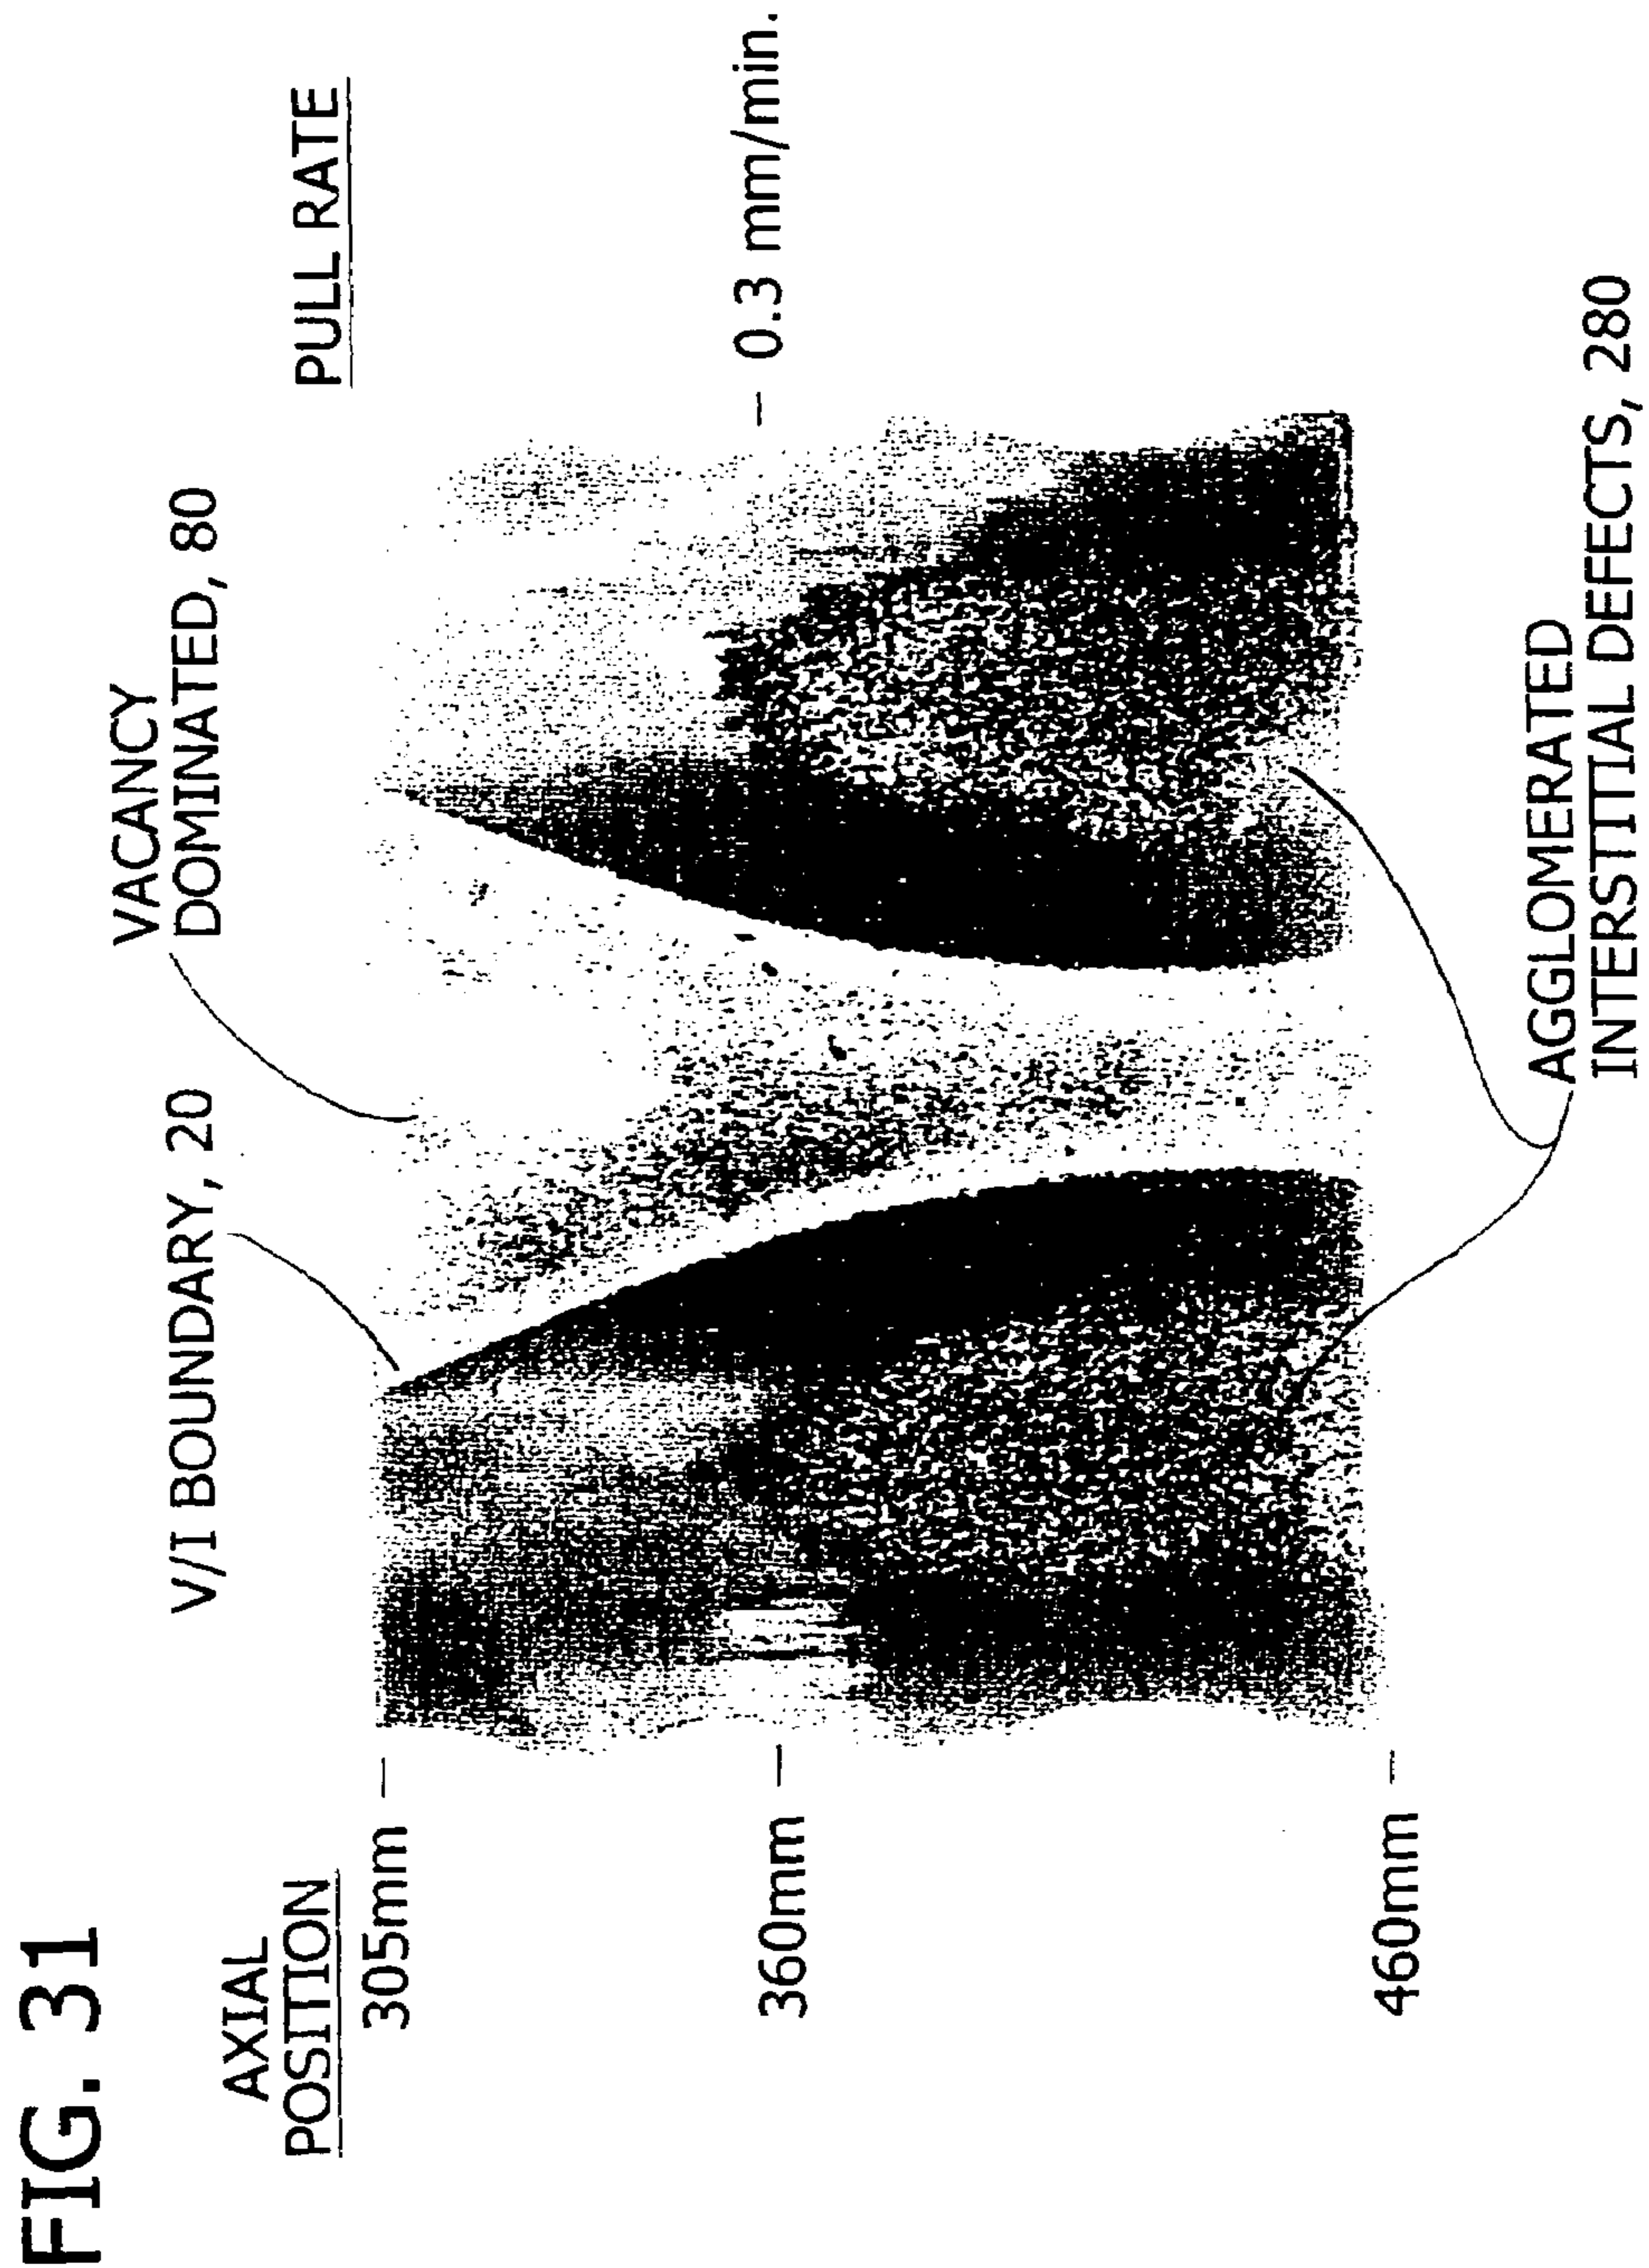 FIG. 31
AXIAL
POSITION
305mm
360mm
460mm
V/I BOUNDARY, 20
VACANCY
DOMINATED, 80
PULL RATE
0.3 mm/min.
AGGLOMERATED
INTERSTITIAL DEFECTS, 280